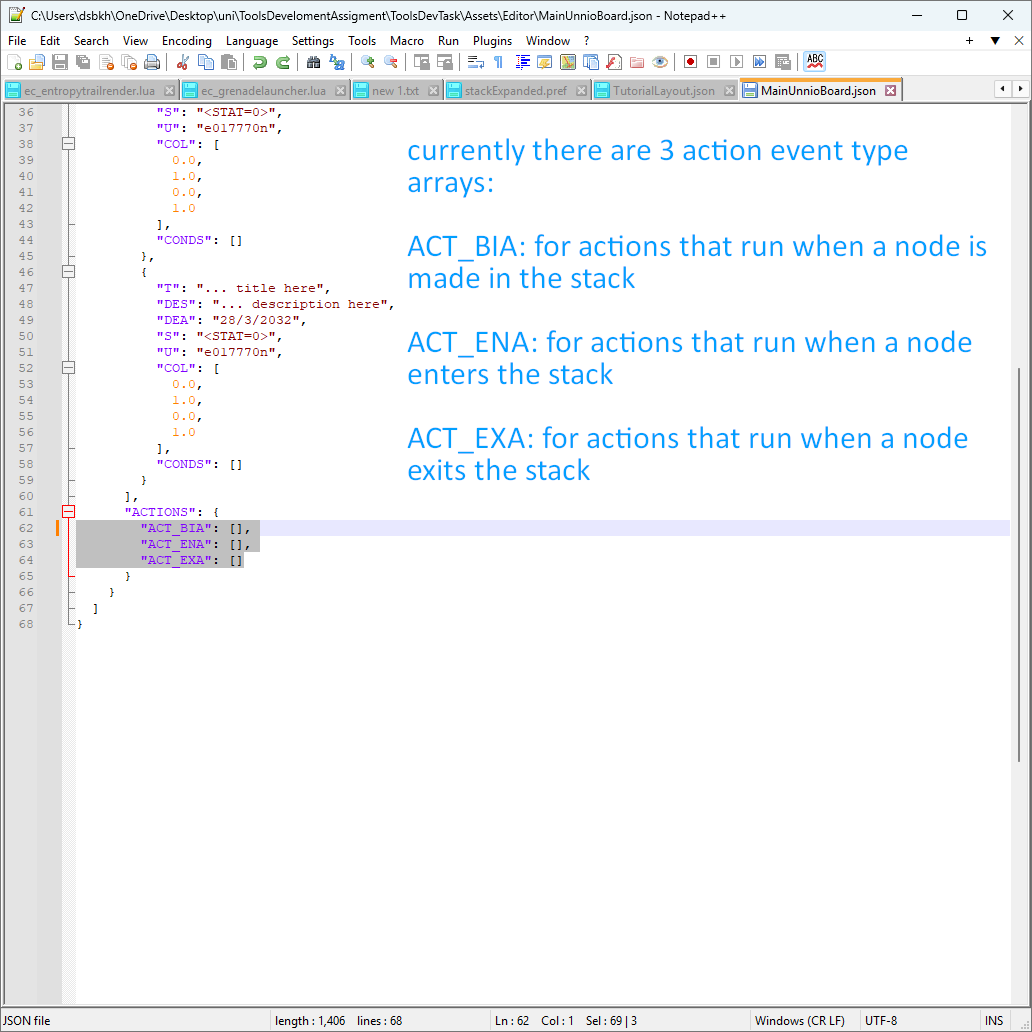 C:\Users\dsbkh\OneDrive\Desktop\uni\ToolsDevelomentAssigment\ToolsDevTask\Assets\Editor\MainUnnioBoard.json - Notepad++
File Edit Search View Encoding Language Settings Tools Macro Run Plugins Window ?
ec_entropytrailrender.lua ec_grenadelauncher.lua new 1.txt stackExpanded.pref TutorialLayout.json MainUnnioBoard.json
36 "S": "<STAT=0>",
37 "U": "e017770n",
38 "COL": [
39 0.0,
40 1.0,
41 0.0,
42 1.0
43 ],
44 "CONDS": []
45 },
46 {
47 "T": "... title here",
48 "DES": "... description here",
49 "DEA": "28/3/2032",
50 "S": "<STAT=0>",
51 "U": "e017770n",
52 "COL": [
53 0.0,
54 1.0,
55 0.0,
56 1.0
57 ],
58 "CONDS": []
59 }
60 ],
61 "ACTIONS": {
62 "ACT_BIA": [],
63 "ACT_ENA": [],
64 "ACT_EXA": []
65 }
66 }
67 ]
68 }
currently there are 3 action event type
arrays:
ACT_BIA: for actions that run when a node is
made in the stack
ACT_ENA: for actions that run when a node
enters the stack
ACT_EXA: for actions that run when a node
exits the stack
JSON file length : 1,406 lines : 68 Ln : 62 Col : 1 Sel : 69 | 3 Windows (CR LF) UTF-8 INS